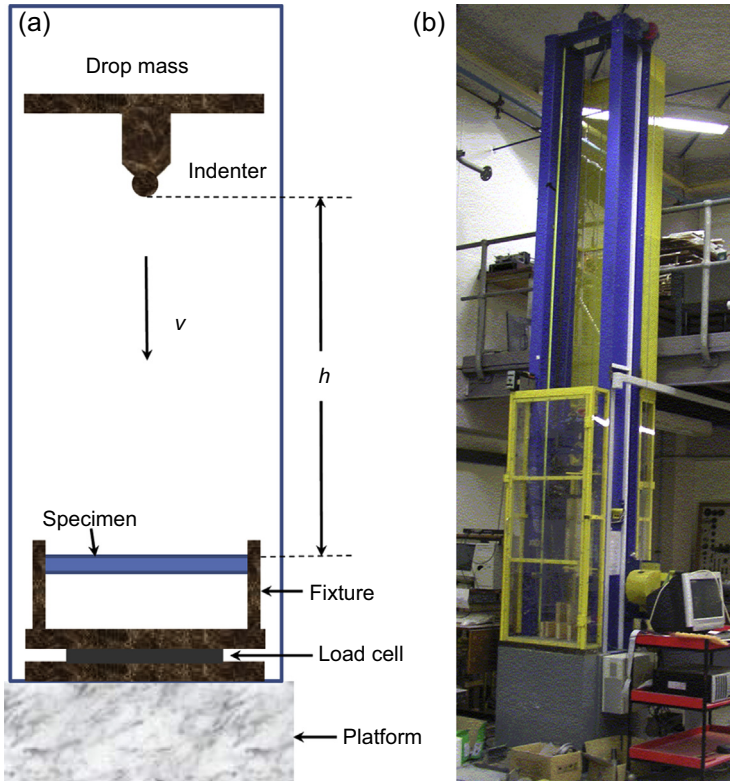 (a)
Drop mass
Indenter
v
h
Specimen
Fixture
Load cell
Platform
(b)